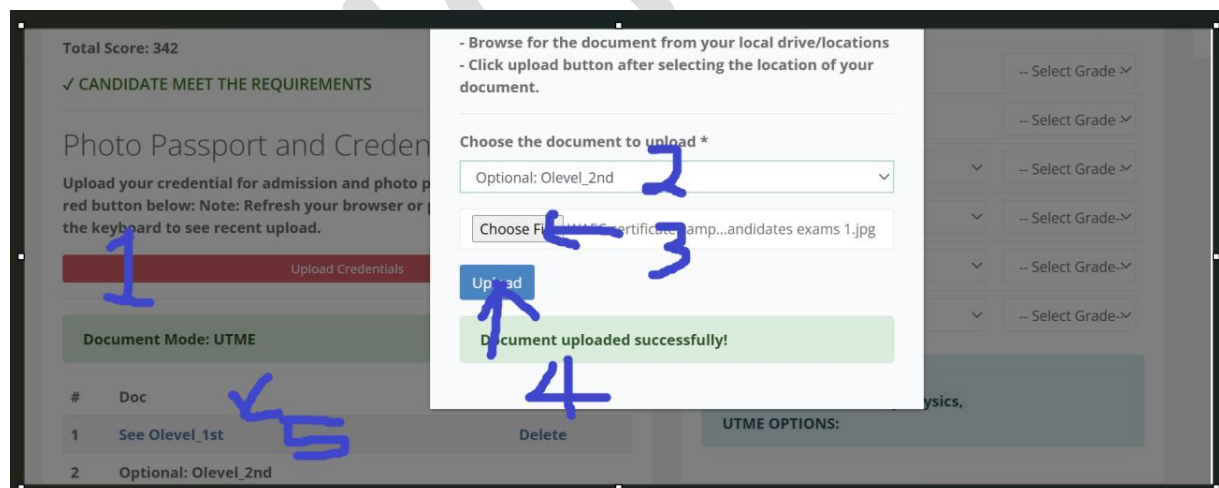 Total Score: 342
✓ CANDIDATE MEET THE REQUIREMENTS
Photo Passport and Creden
Upload your credential for admission and photo p
red button below: Note: Refresh your browser or
the keyboard to see recent upload.
1
Upload Credentials
Document Mode: UTME
# Doc
5
1 See Olevel_1st Delete
2 Optional: Olevel_2nd
- Browse for the document from your local drive/locations
- Click upload button after selecting the location of your
document.
Choose the document to upload *
Optional: Olevel_2nd
2
Choose Fi certificate amp...andidates exams 1.jpg
3
Upload
Document uploaded successfully!
4
-- Select Grade --
-- Select Grade --
-- Select Grade --
-- Select Grade--
-- Select Grade--
-- Select Grade--
ysics,
UTME OPTIONS: